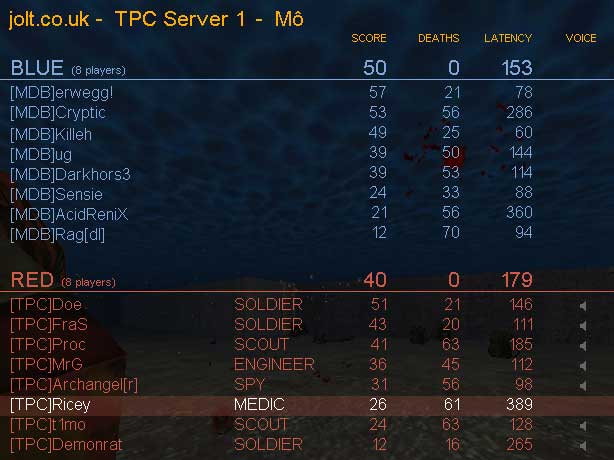 jolt.co.uk - TPC Server 1 - Mô
SCORE DEATHS LATENCY VOICE
BLUE (8 players) 50 0 153
[MDB]erwegg! 57 21 78
[MDB]Cryptic 53 56 286
[MDB]Killeh 49 25 60
[MDB]ug 39 50 144
[MDB]Darkhors3 39 53 114
[MDB]Sensie 24 33 88
[MDB]AcidReniX 21 56 360
[MDB]Rag[dl] 12 70 94
RED (8 players) 40 0 179
[TPC]Doe SOLDIER 51 21 146
[TPC]FraS SOLDIER 43 20 111
[TPC]Proc SCOUT 41 63 185
[TPC]MrG ENGINEER 36 45 112
[TPC]Archangel[r] SPY 31 56 98
[TPC]Ricey MEDIC 26 61 389
[TPC]t1mo SCOUT 24 63 128
[TPC]Demonrat SOLDIER 12 16 265